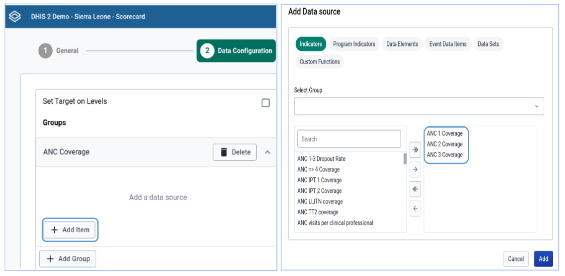 DHIS 2 Demo - Sierra Leone - Scorecard
1 General
2 Data Configuration
Set Target on Levels
Groups
ANC Coverage
Delete
Add a data source
+ Add Item
+ Add Group
Add Data source
Indicators Program Indicators Data Elements Event Data Items Data Sets
Custom Functions
Select Group
Search
ANC 1-3 Dropout Rate
ANC => 4 Coverage
ANC IPT 1 Coverage
ANC IPT 2 Coverage
ANC LLITN coverage
ANC TT2 coverage
ANC visits per clinical professional
ANC 1 Coverage
ANC 2 Coverage
ANC 3 Coverage
Cancel Add